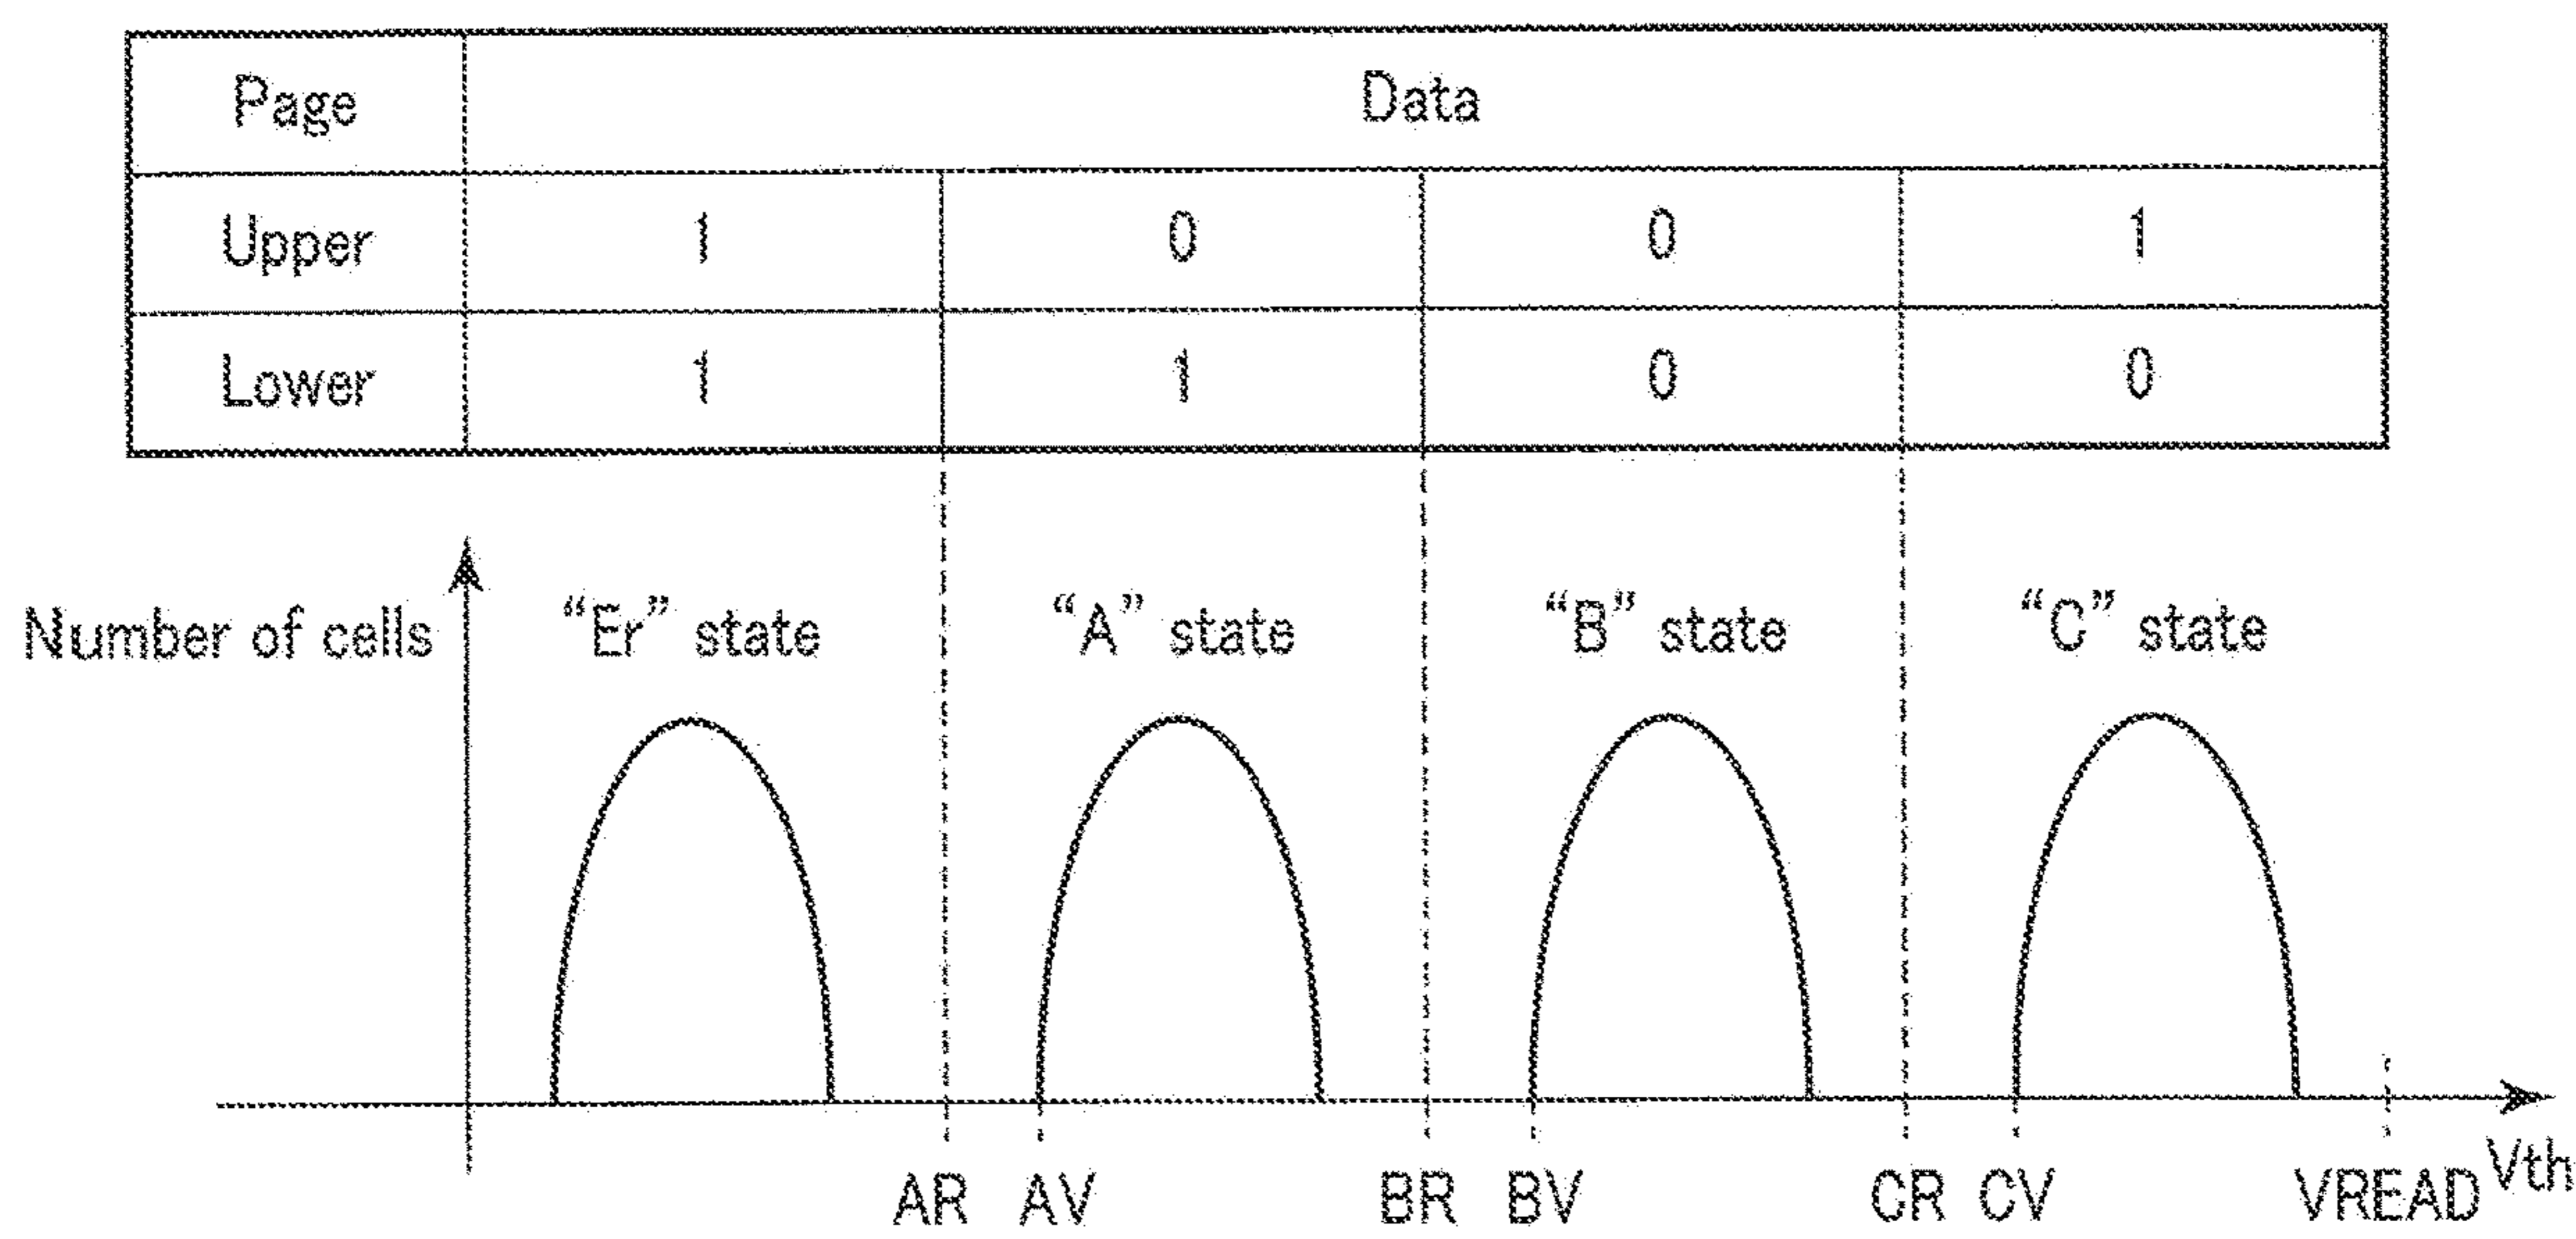 Page Data
Upper 1 0 0 1
Lower 1 1 0 0
Number of cells “Er” state “A” state “B” state “C” state
AR AV BR BV CR CV VREAD Vth